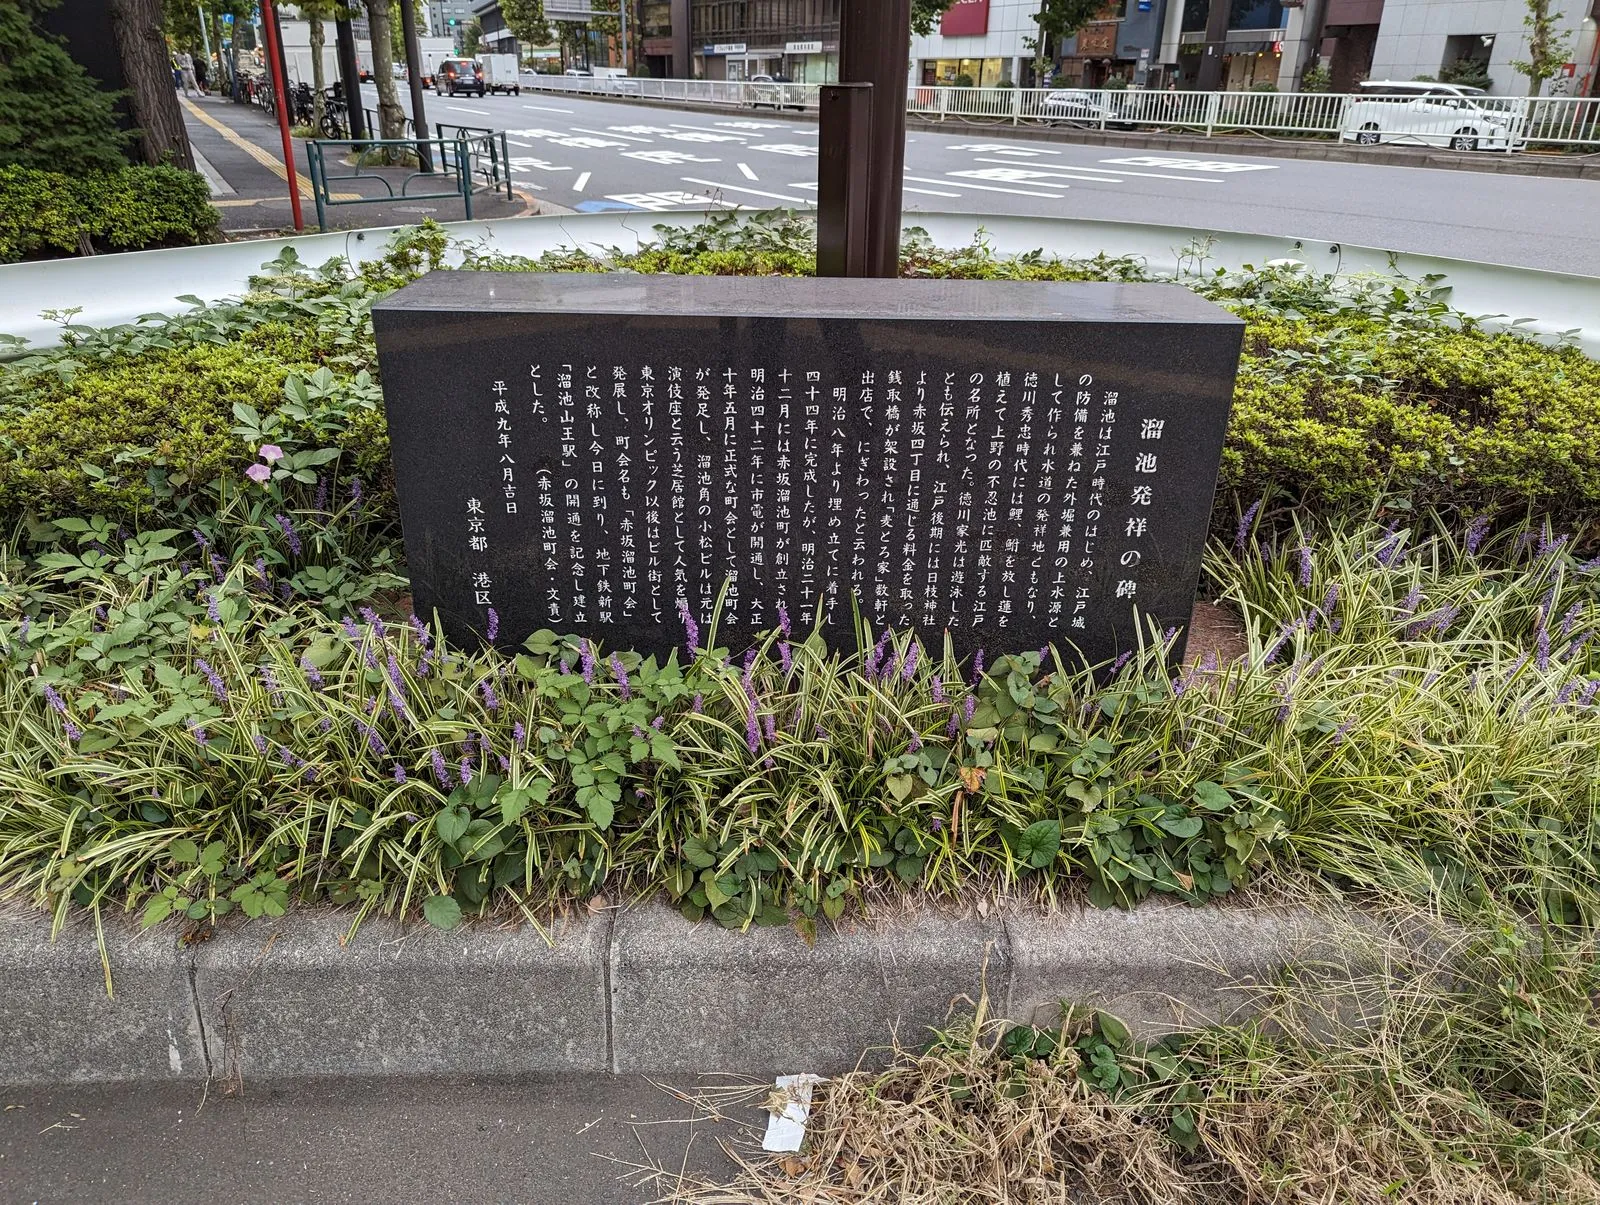 溜池発祥の碑
溜池は江戸時代のはじめ、江戸城
の防備を兼ねた外堀兼用の上水源と
して作られ水道の発祥地ともなり、
徳川秀忠時代には鯉、鮒を放し蓮を
植えて上野の不忍池に匹敵する江戸
の名所となった。徳川家光は遊泳した
とも伝えられ、江戸後期には日枝神社
より赤坂四丁目に通じる料金を取った
銭取橋が架設され「麦とろ家」数軒と
出店で、にぎわったと云われる。
明治八年より埋め立てに着手し
四十四年に完成したが、明治二十一年
十二月には赤坂溜池町が創立され
明治四十二年に市電が開通し、大正
十年五月に正式な町会として溜池町会
が発足し、溜池角の小松ビルは元は
演伎座と云う芝居館として人気を煽り
東京オリンピック以後はビル街として
発展し、町会名も「赤坂溜池町会」
と改称し今日に到り、地下鉄新駅
「溜池山王駅」の開通を記念し建立
とした。
（赤坂溜池町会・文責）
平成九年八月吉日
東京都 港区